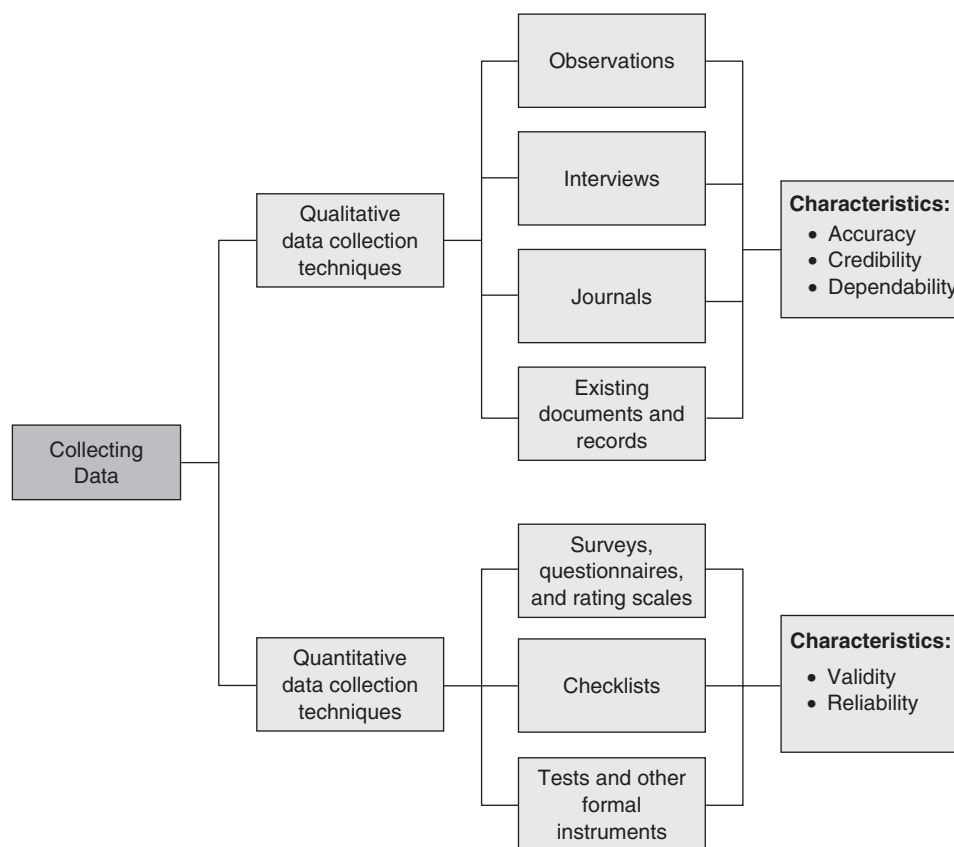 Collecting
Data
Qualitative
data collection
techniques
Observations
Interviews
Journals
Existing
documents and
records
Characteristics:
• Accuracy
• Credibility
• Dependability
Quantitative
data collection
techniques
Surveys,
questionnaires,
and rating scales
Checklists
Tests and other
formal
instruments
Characteristics:
• Validity
• Reliability